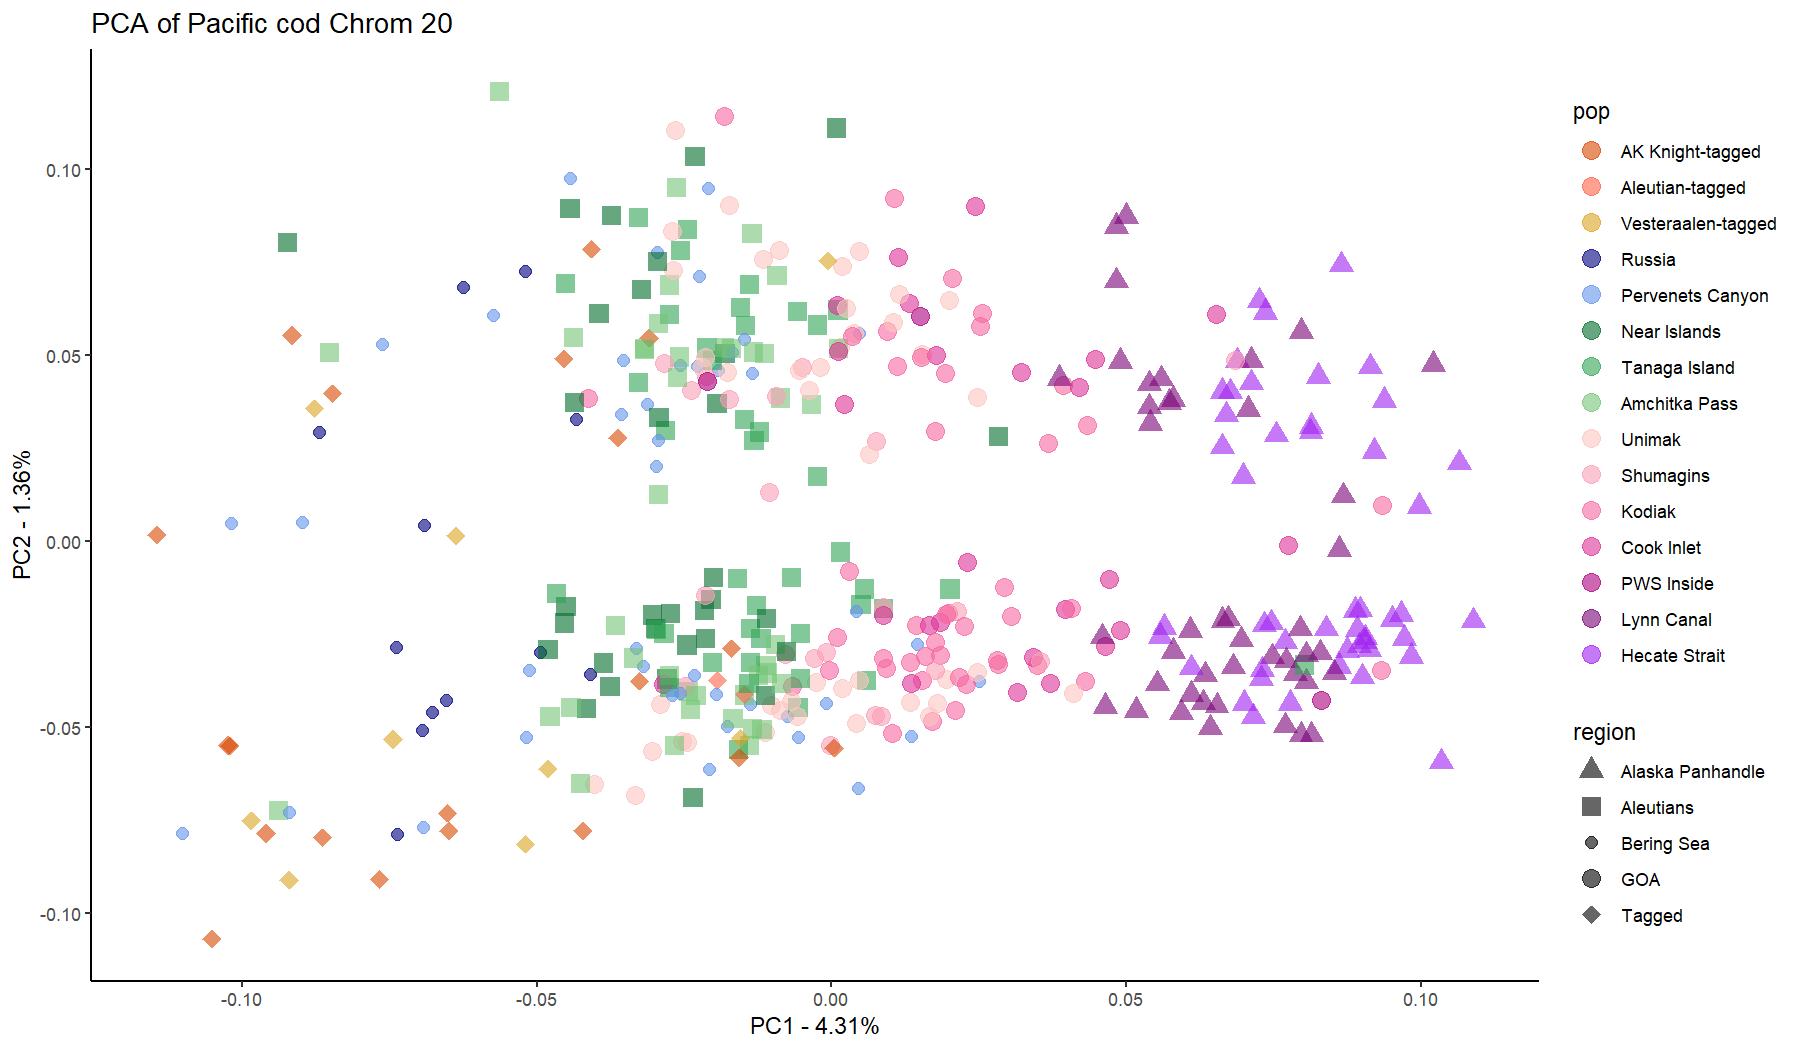 PCA of Pacific cod Chrom 20
PC2 - 1.36%
0.10
0.05
0.00
-0.05
-0.10
-0.10
-0.05
0.00
0.05
0.10
PC1 - 4.31%
pop
AK Knight-tagged
Aleutian-tagged
Vesteraalen-tagged
Russia
Pervenets Canyon
Near Islands
Tanaga Island
Amchitka Pass
Unimak
Shumagins
Kodiak
Cook Inlet
PWS Inside
Lynn Canal
Hecate Strait
region
Alaska Panhandle
Aleutians
Bering Sea
GOA
Tagged